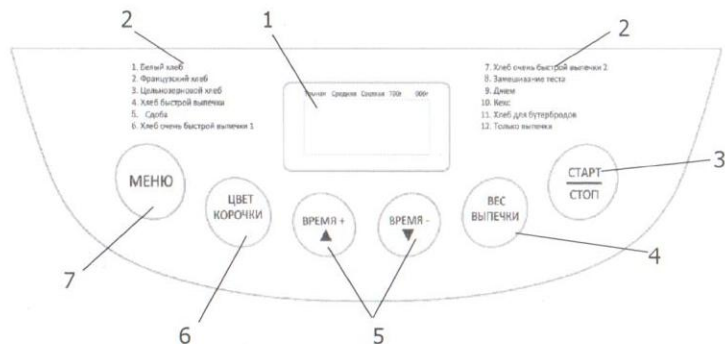 1
2
2
1. Белый хлеб
2. Французский хлеб
3. Цельнозерновой хлеб
4. Хлеб быстрой выпечки
5. Сдоба
6. Хлеб очень быстрой выпечки 1
Средняя 700г
7. Хлеб очень быстрой выпечки 2
8. Замешивание теста
9. Джем
10. Кекс
11. Хлеб для бутербродов
12. Только выпечка
МЕНЮ
ЦВЕТ
КОРОЧКИ
ВРЕМЯ +
▲
ВРЕМЯ -
▼
ВЕС
ВЫПЕЧКИ
СТАРТ
СТОП
3
4
5
6
7